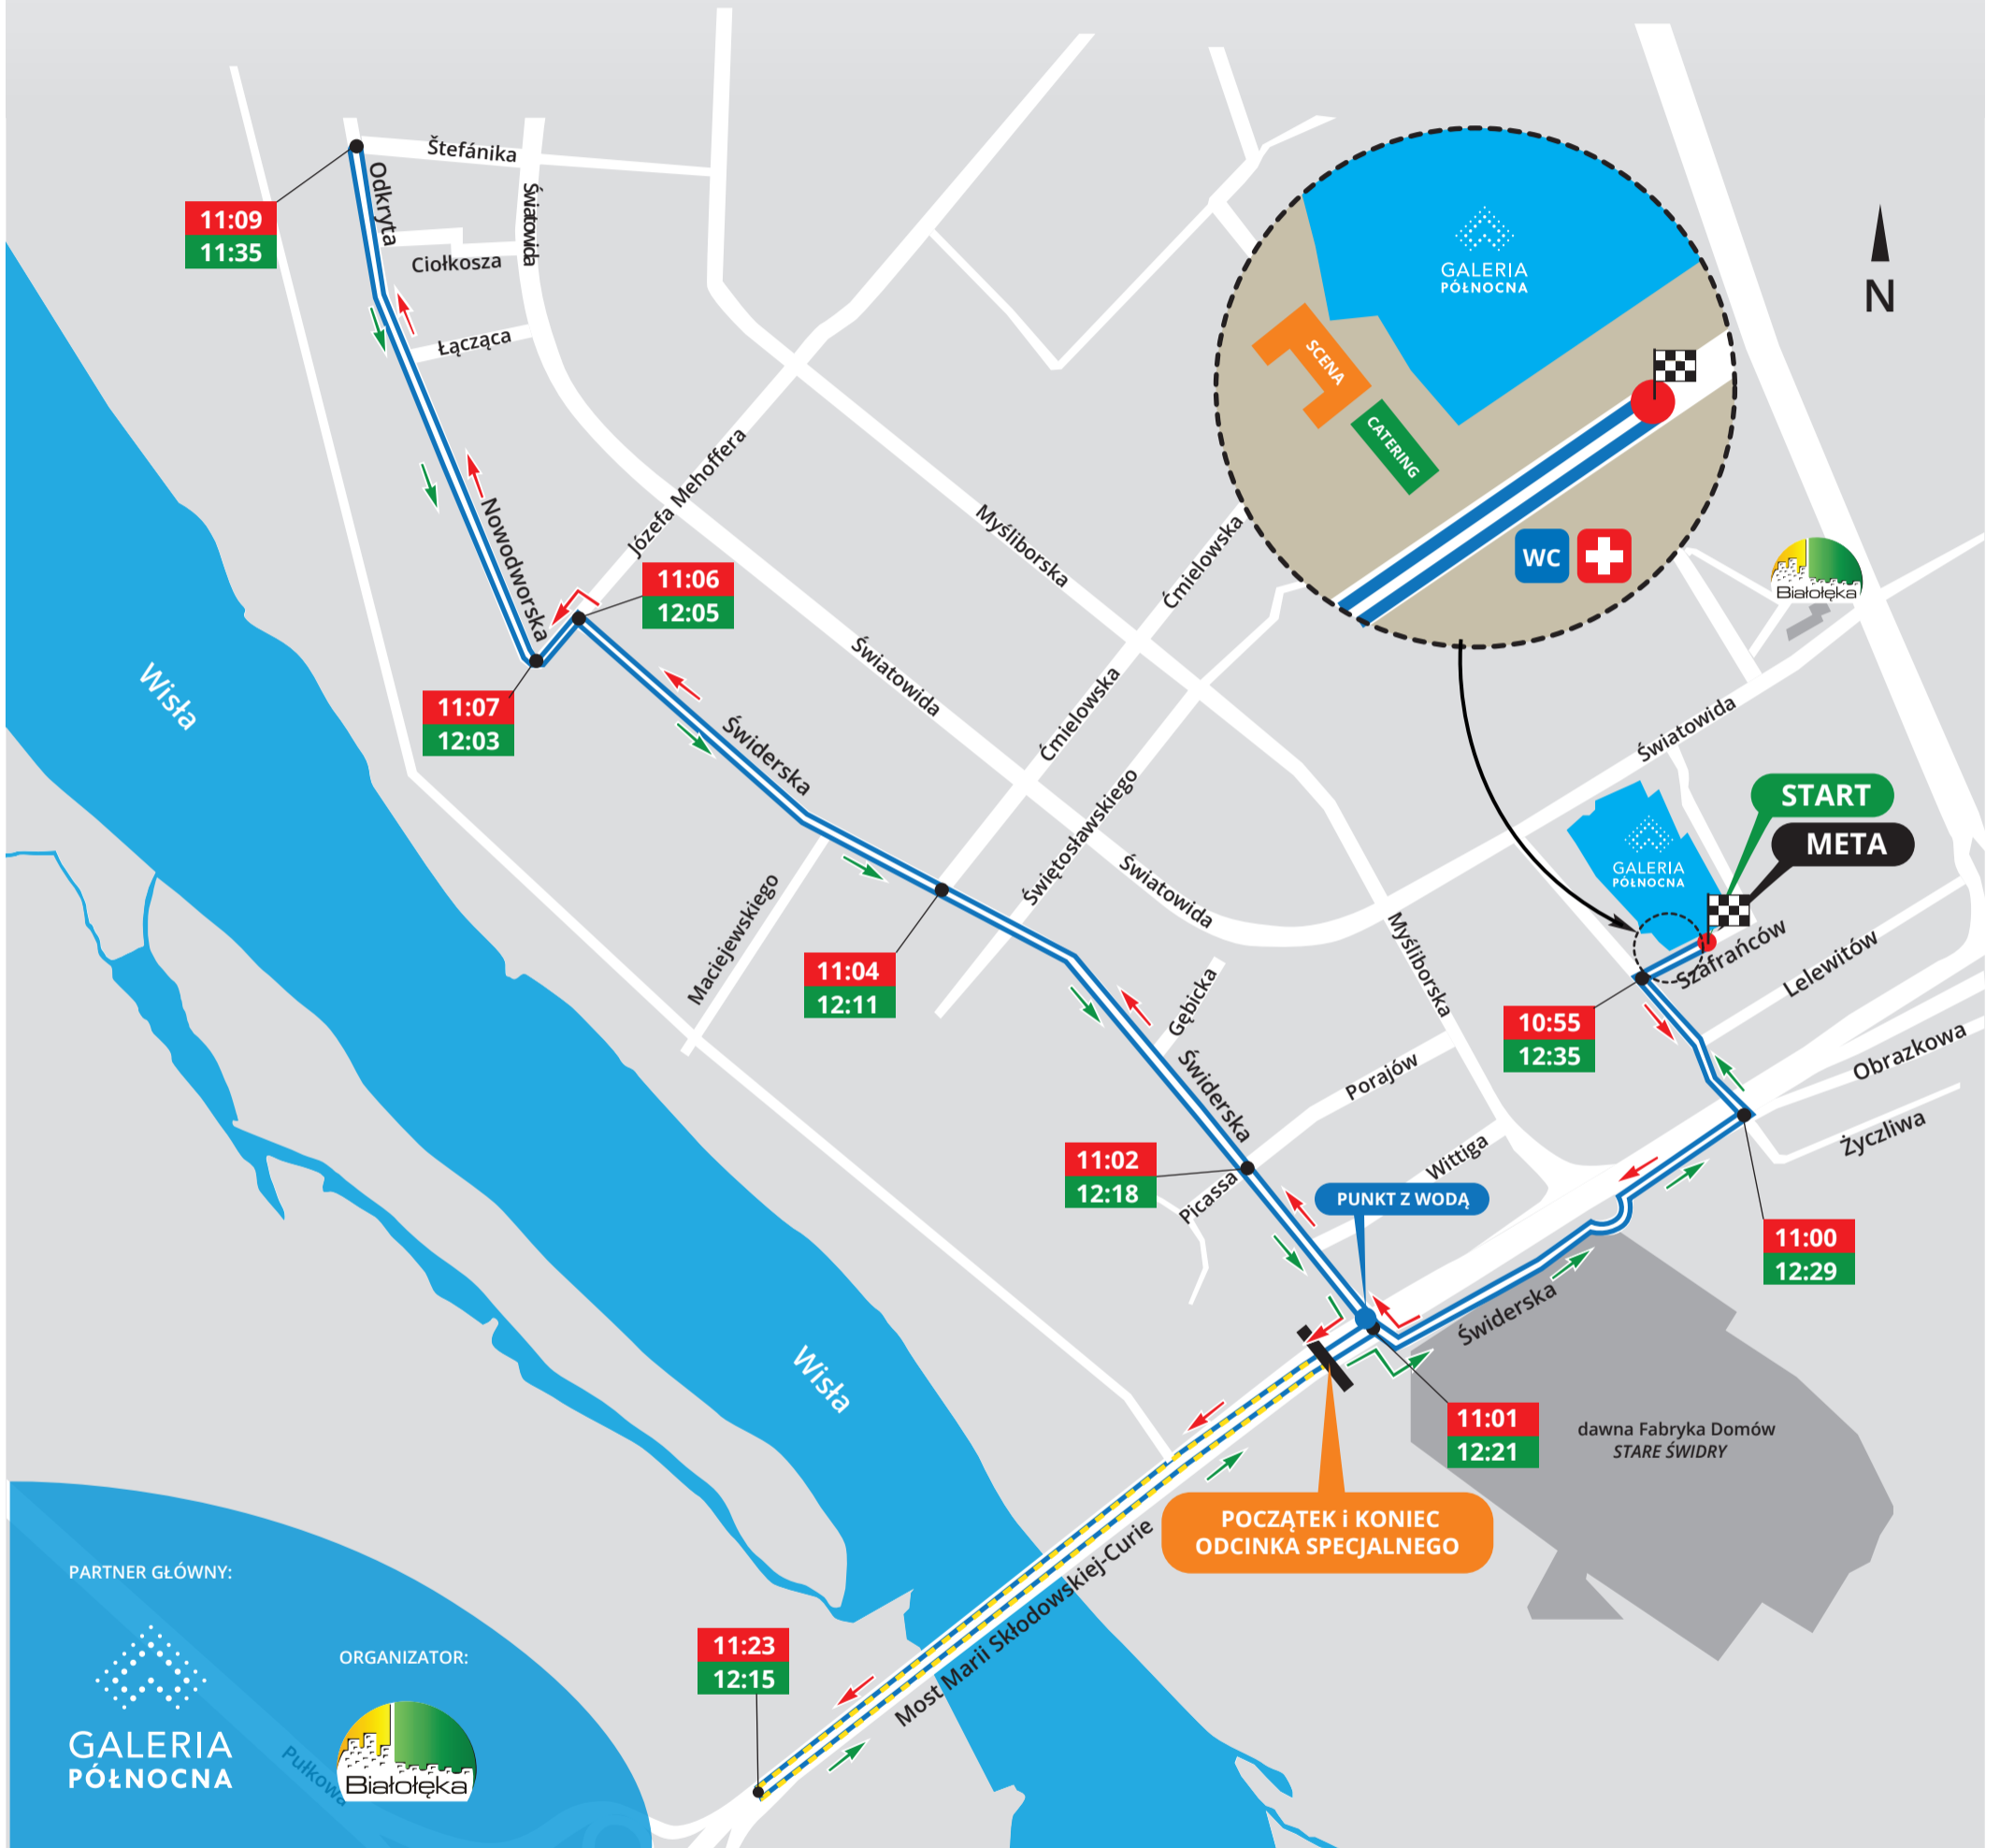 Štefánika
Odkryta
Światowida
11:09
11:35
Ciołkosza
Łącząca
GALERIA
PÓŁNOCNA
SCENA
CATERING
WC
N
Józefa Mehoffera
Nowodworska
Myśliborska
Ćmielowska
11:06
12:05
Białołęka
Wisła
11:07
12:03
Świderska
Światowida
Ćmielowska
Światowida
START
META
GALERIA
PÓŁNOCNA
Świętosławskiego
Światowida
Maciejewskiego
Myśliborska
Szafrańców
Lelewitów
11:04
12:11
Gębicka
10:55
12:35
Obrazkowa
Życzliwa
Świderska
Porajów
Wittiga
11:02
12:18
Picassa
PUNKT Z WODĄ
11:00
12:29
Świderska
Wisła
11:01
12:21
dawna Fabryka Domów
STARE ŚWIDRY
POCZĄTEK i KONIEC
ODCINKA SPECJALNEGO
Most Marii Skłodowskiej-Curie
11:23
12:15
PARTNER GŁÓWNY:
GALERIA
PÓŁNOCNA
ORGANIZATOR:
Białołęka
Pułkowa